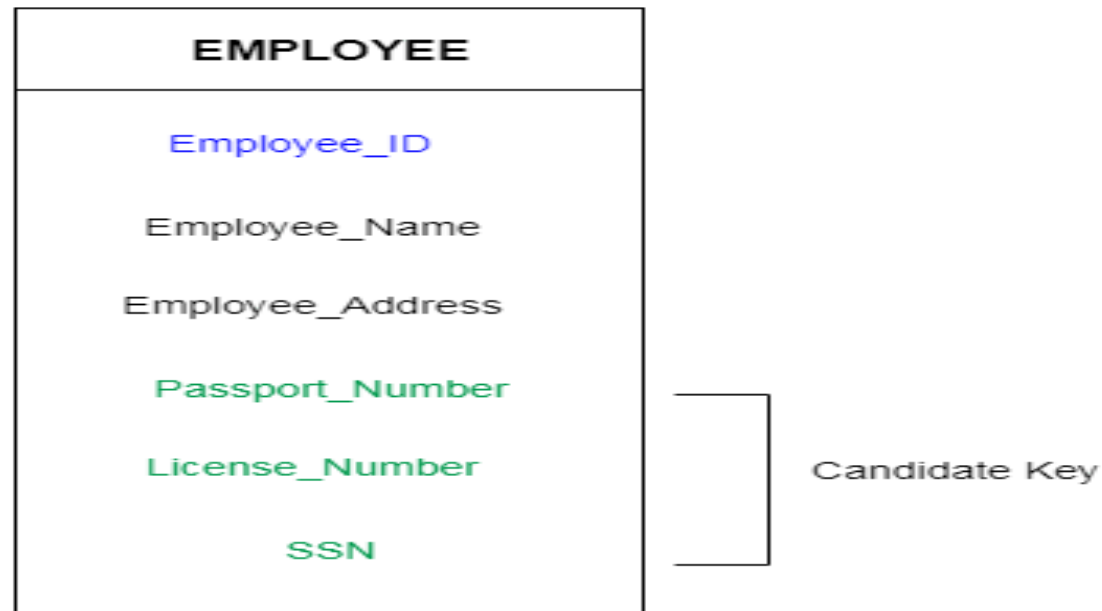 EMPLOYEE
Employee_ID
Employee_Name
Employee_Address
Passport_Number
License_Number
Candidate Key
SSN